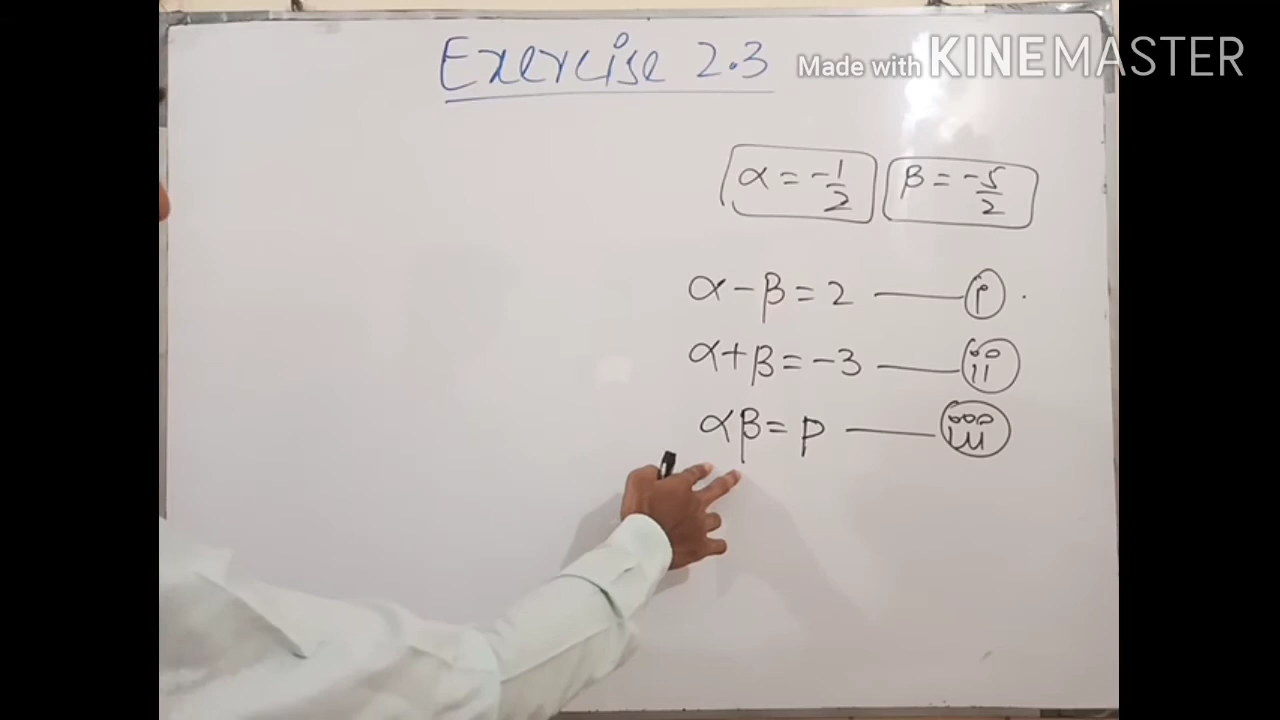 Exercise 2.3
Made with KINEMASTER
α = -1/2 β = -5/2
α - β = 2 — i
α + β = -3 — ii
αβ = p — iii